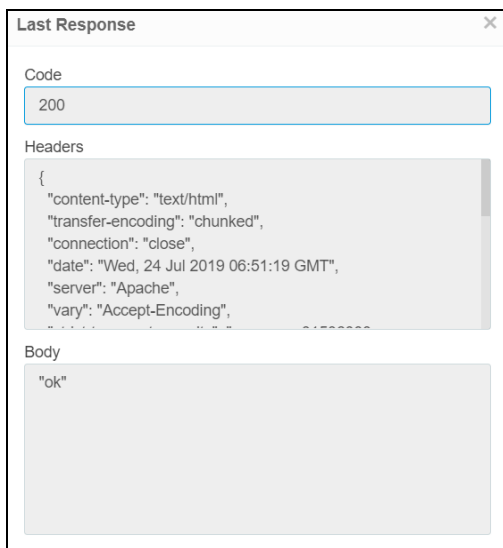 Last Response
×
Code
200
Headers
{
"content-type": "text/html",
"transfer-encoding": "chunked",
"connection": "close",
"date": "Wed, 24 Jul 2019 06:51:19 GMT",
"server": "Apache",
"vary": "Accept-Encoding",
Body
"ok"